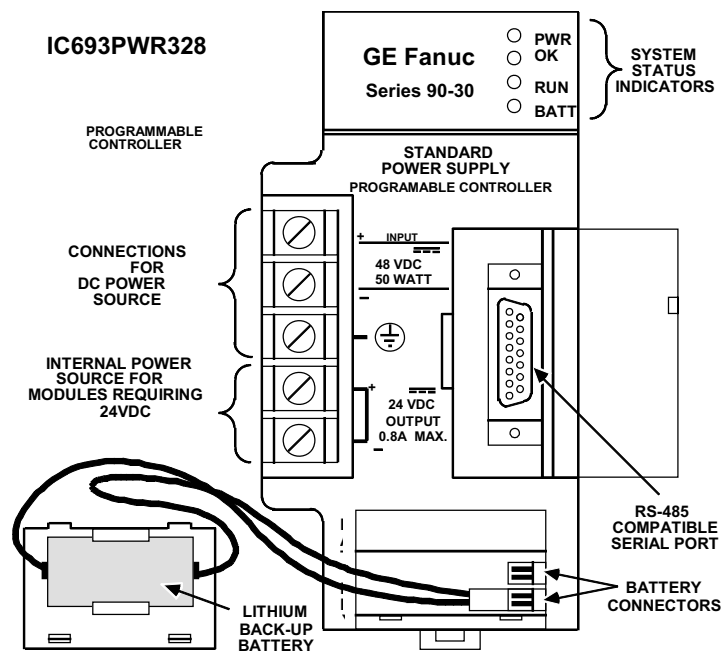 IC693PWR328
GE Fanuc
Series 90-30
PWR
OK
RUN
BATT
SYSTEM
STATUS
INDICATORS
PROGRAMMABLE
CONTROLLER
STANDARD
POWER SUPPLY
PROGRAMABLE CONTROLLER
CONNECTIONS
FOR
DC POWER
SOURCE
+ INPUT
48 VDC
50 WATT
–
INTERNAL POWER
SOURCE FOR
MODULES REQUIRING
24VDC
+
24 VDC
OUTPUT
0.8A MAX.
–
RS-485
COMPATIBLE
SERIAL PORT
BATTERY
CONNECTORS
LITHIUM
BACK-UP
BATTERY